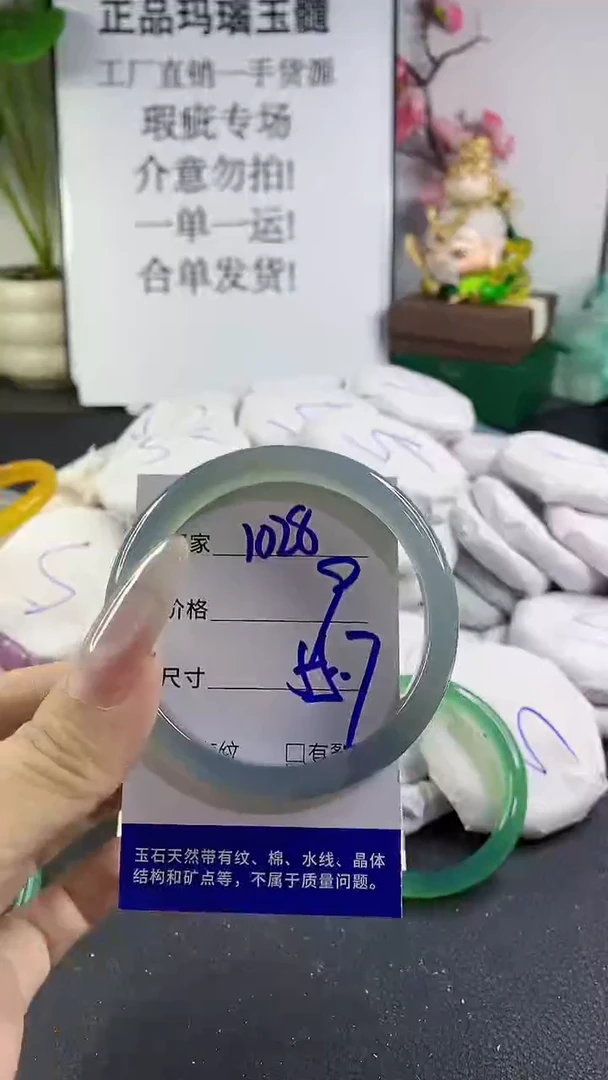 正品玛瑙玉髓
工厂直销一手货源
瑕疵专场
介意勿拍!
一单一运!
合单发货!
家 1028
价格
尺寸
纹 □有
玉石天然带有纹、棉、水线、晶体
结构和矿点等，不属于质量问题。